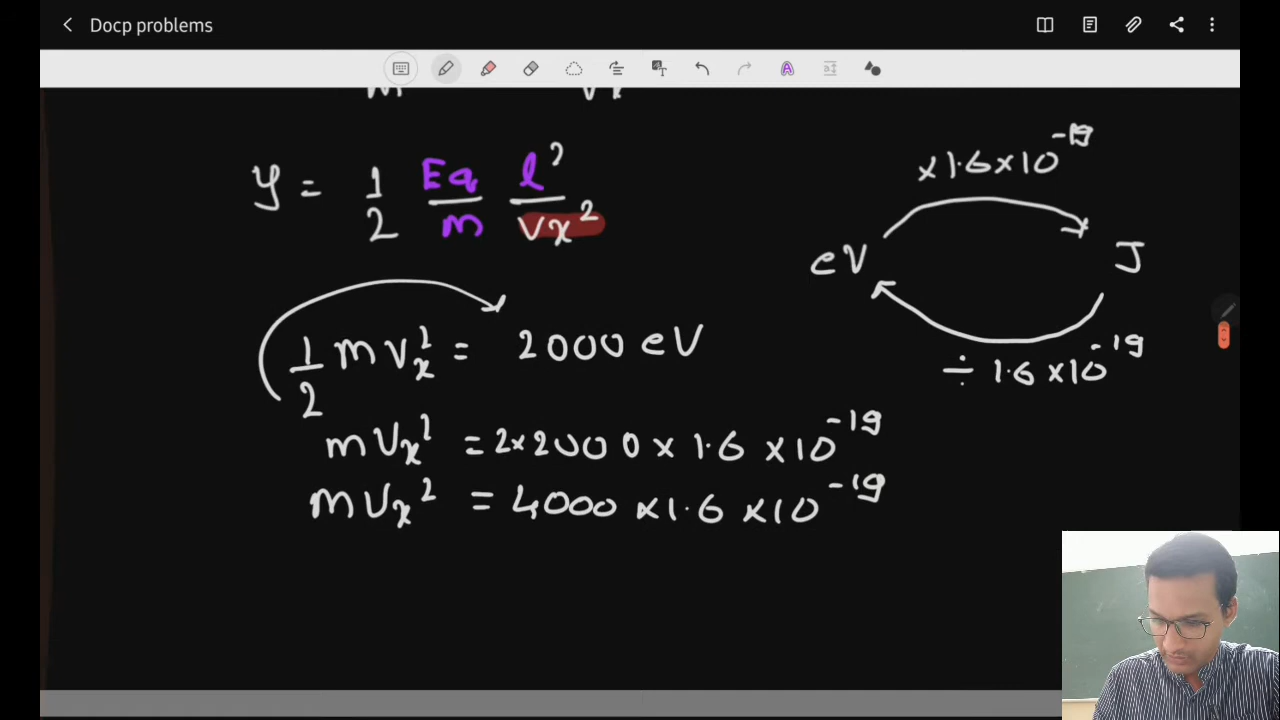 Docp problems
m Vx
y = 1/2 Eq/m l²/Vx²
×1.6×10⁻¹⁹
eV J
÷ 1.6×10⁻¹⁹
1/2 mVx² = 2000 eV
mVx² = 2×2000 × 1.6 ×10⁻¹⁹
mVx² = 4000 ×1.6 ×10⁻¹⁹